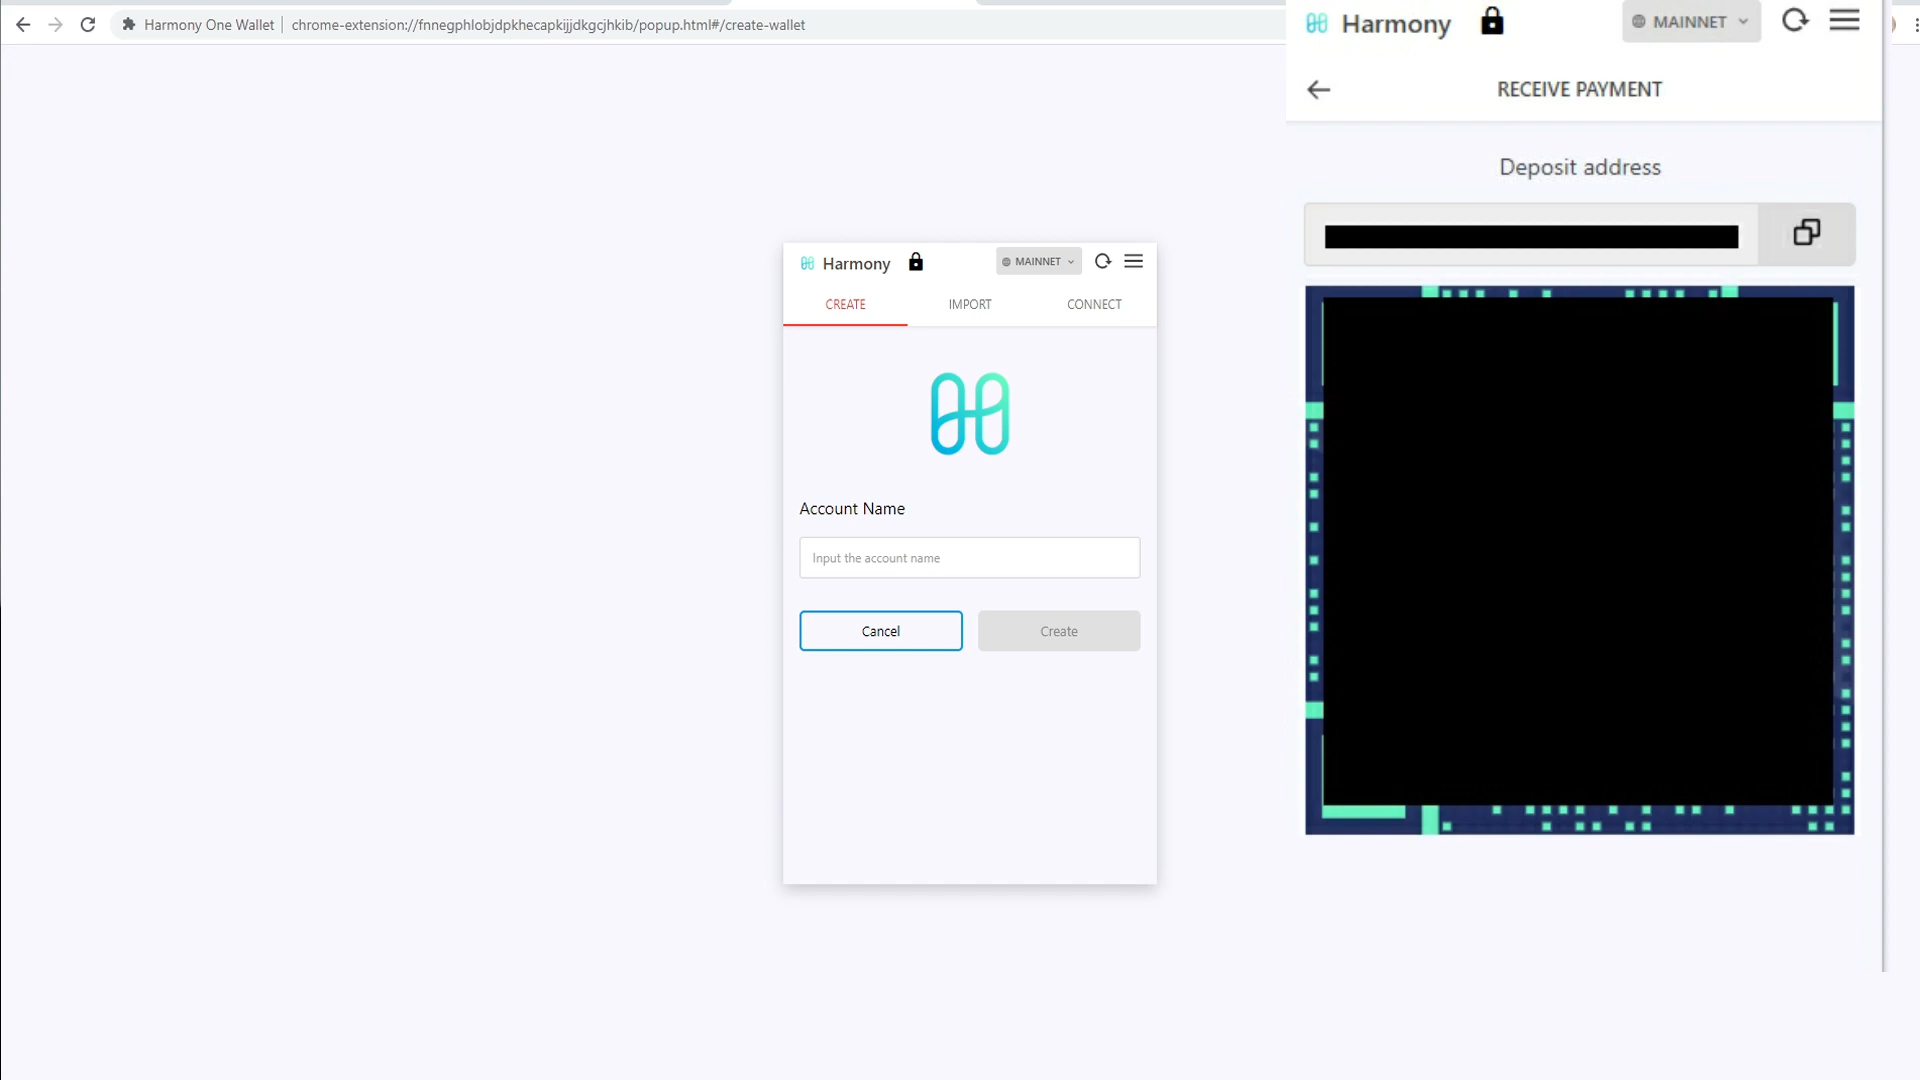 Harmony One Wallet chrome-extension://fnnegphlobjdpkhecapkijjdkgcjhkib/popup.html#/create-wallet
Harmony MAINNET
CREATE IMPORT CONNECT
Account Name
Input the account name
Cancel Create
Harmony MAINNET
RECEIVE PAYMENT
Deposit address